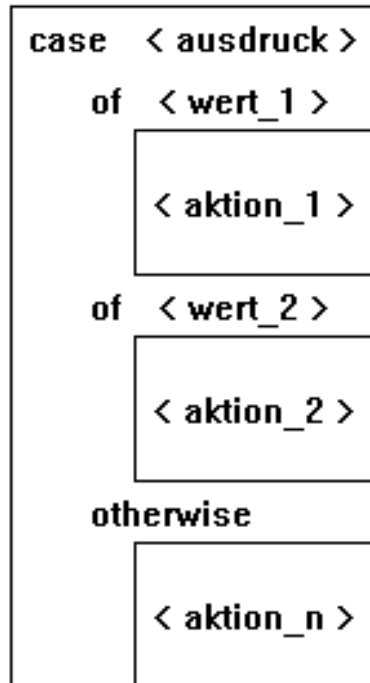 case < ausdruck >
of < wert_1 >
< aktion_1 >
of < wert_2 >
< aktion_2 >
otherwise
< aktion_n >